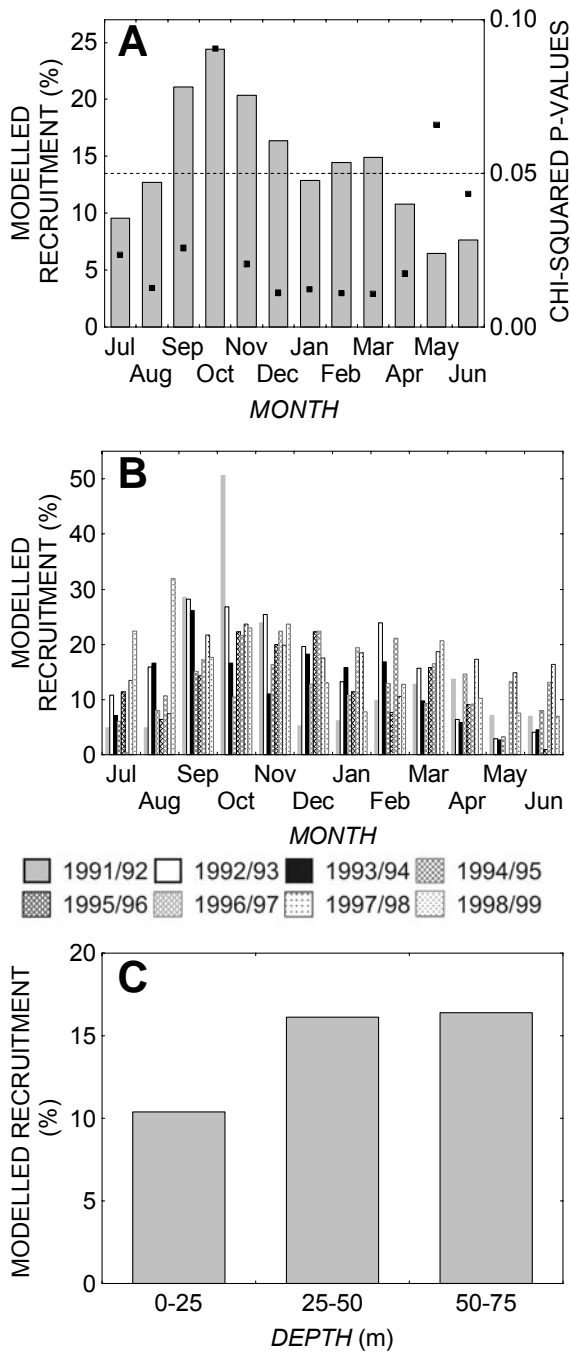 A
MODELLED
RECRUITMENT (%)
25
20
15
10
5
0
0.10
0.05
0.00
CHI-SQUARED P-VALUES
Jul Sep Nov Jan Mar May
Aug Oct Dec Feb Apr Jun
MONTH
B
MODELLED
RECRUITMENT (%)
50
40
30
20
10
0
Jul Sep Nov Jan Mar May
Aug Oct Dec Feb Apr Jun
MONTH
1991/92 1992/93 1993/94 1994/95
1995/96 1996/97 1997/98 1998/99
C
MODELLED RECRUITMENT
(%)
20
15
10
5
0
0-25 25-50 50-75
DEPTH (m)